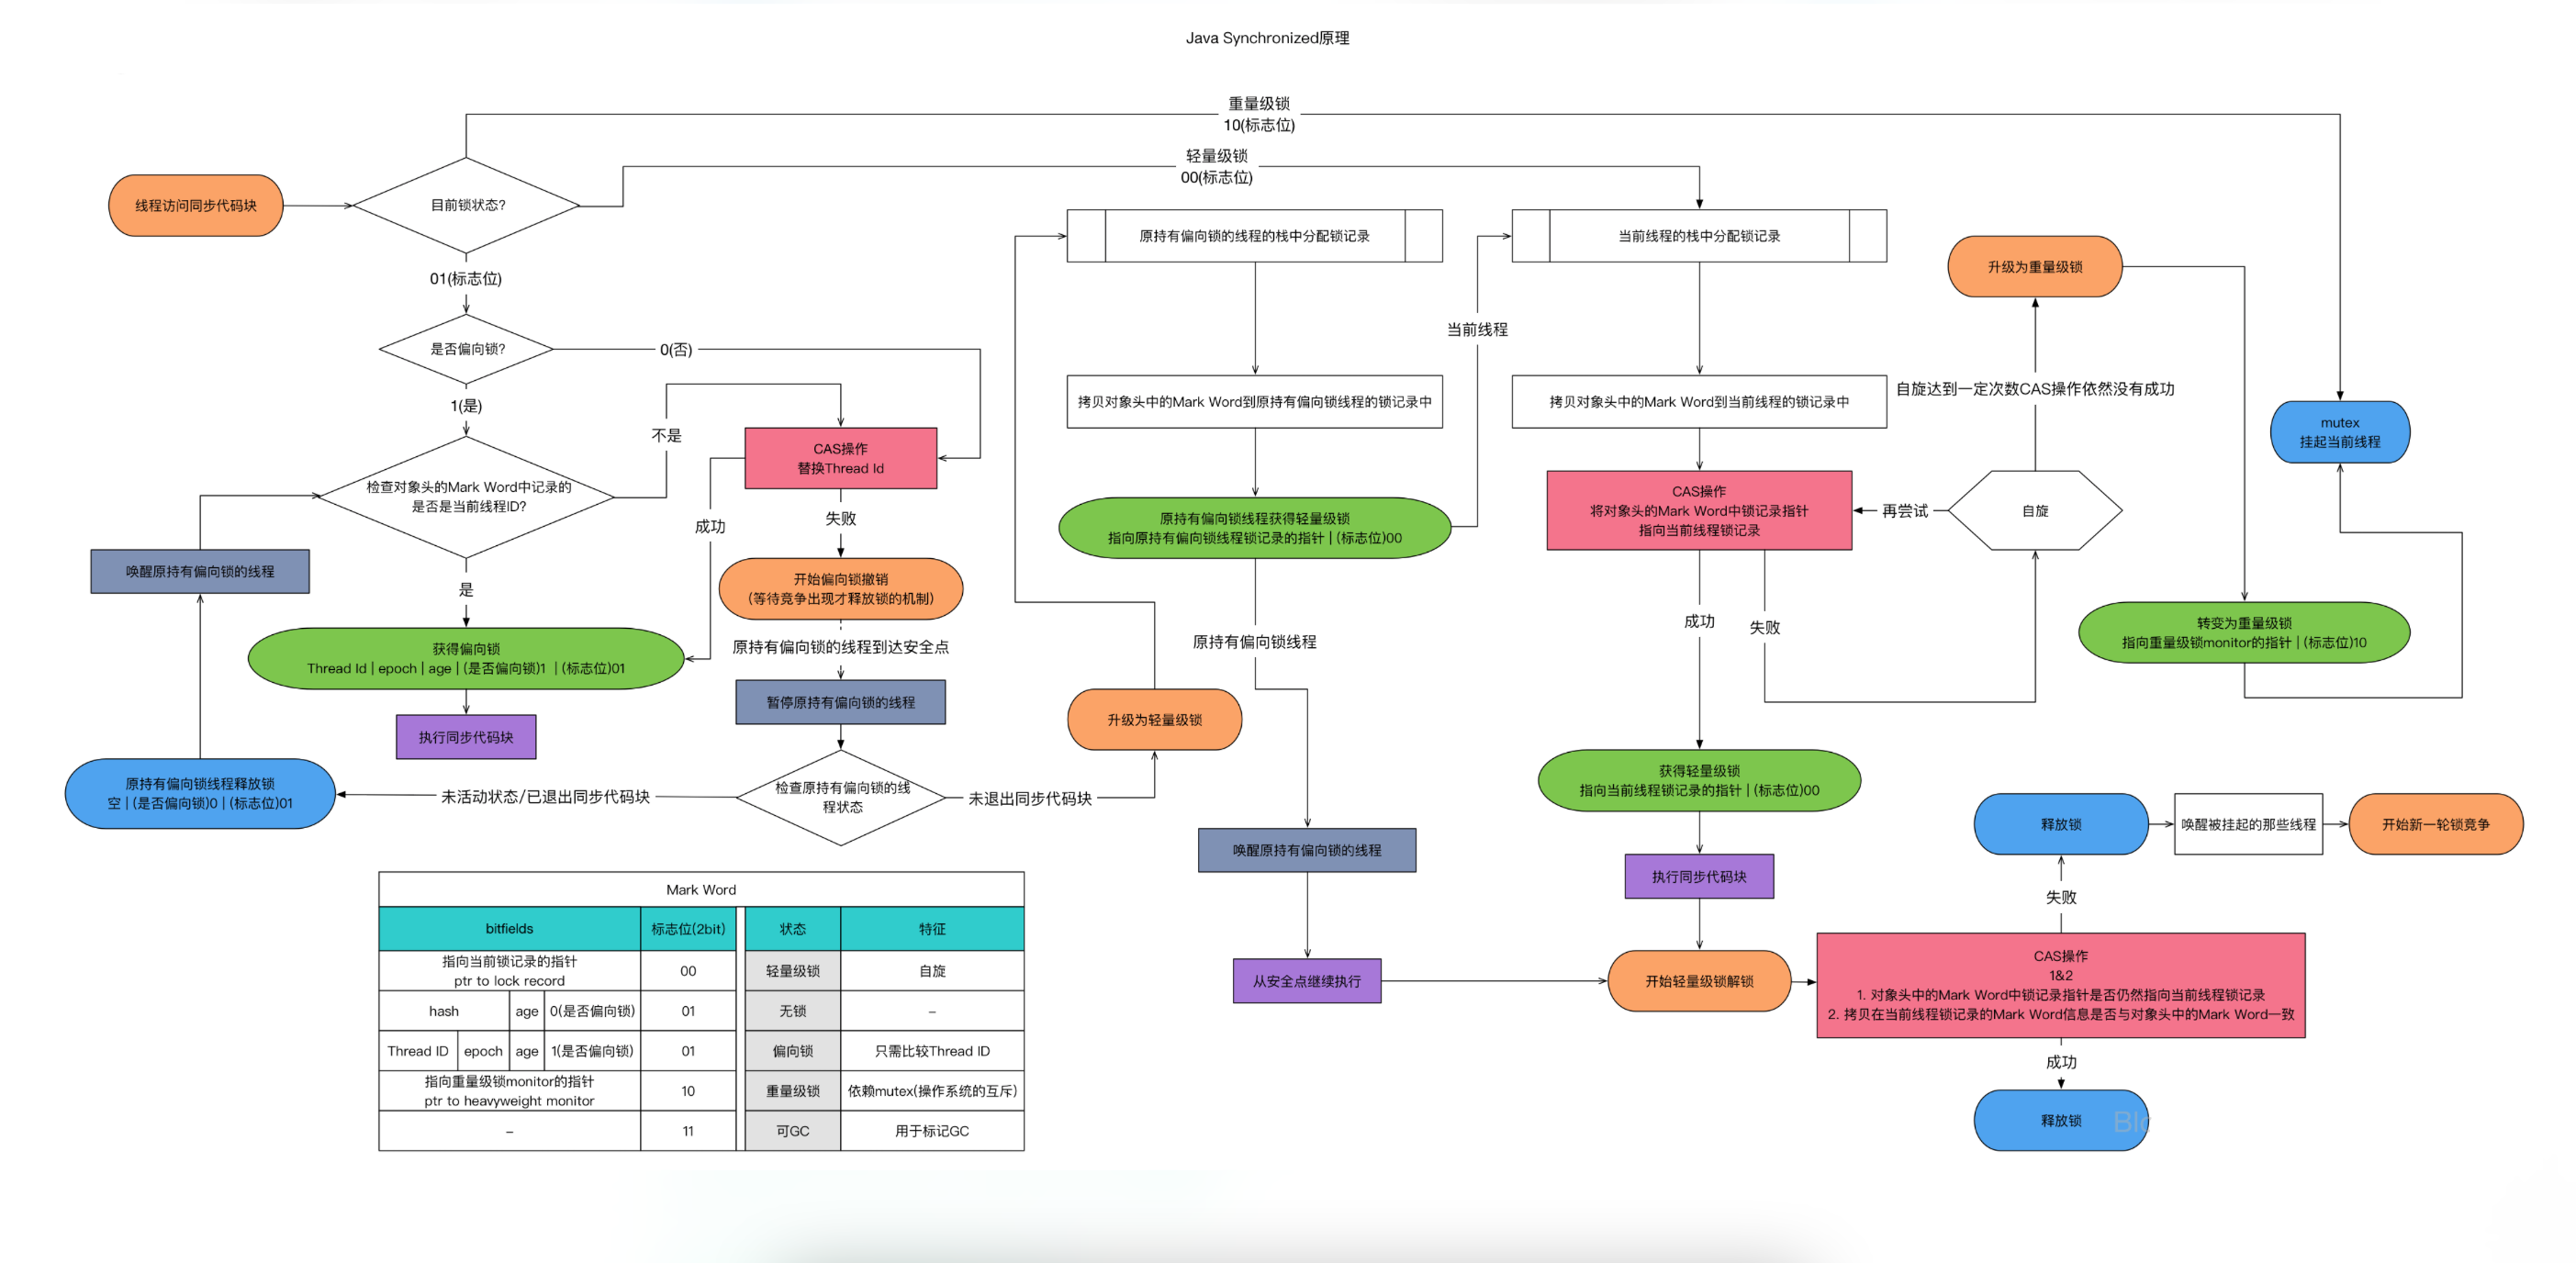 Java Synchronized原理
重量级锁
10(标志位)
轻量级锁
00(标志位)
线程访问同步代码块
目前锁状态?
01(标志位)
是否偏向锁?
0(否)
1(是)
不是
检查对象头的Mark Word中记录的
是否是当前线程ID?
CAS操作
替换Thread Id
成功
失败
唤醒原持有偏向锁的线程
是
开始偏向锁撤销
(等待竞争出现才释放锁的机制)
获得偏向锁
Thread Id | epoch | age | (是否偏向锁)1 | (标志位)01
原持有偏向锁的线程到达安全点
暂停原持有偏向锁的线程
执行同步代码块
原持有偏向锁线程释放锁
空 | (是否偏向锁)0 | (标志位)01
未活动状态/已退出同步代码块
检查原持有偏向锁的线
程状态
未退出同步代码块
升级为轻量级锁
原持有偏向锁的线程的栈中分配锁记录
拷贝对象头中的Mark Word到原持有偏向锁线程的锁记录中
原持有偏向锁线程获得轻量级锁
指向原持有偏向锁线程锁记录的指针 | (标志位)00
当前线程
原持有偏向锁线程
唤醒原持有偏向锁的线程
从安全点继续执行
当前线程的栈中分配锁记录
拷贝对象头中的Mark Word到当前线程的锁记录中
CAS操作
将对象头的Mark Word中锁记录指针
指向当前线程锁记录
再尝试
自旋
自旋达到一定次数CAS操作依然没有成功
升级为重量级锁
mutex
挂起当前线程
转变为重量级锁
指向重量级锁monitor的指针 | (标志位)10
成功
失败
获得轻量级锁
指向当前线程锁记录的指针 | (标志位)00
执行同步代码块
开始轻量级锁解锁
释放锁
唤醒被挂起的那些线程
开始新一轮锁竞争
失败
CAS操作
1&2
1. 对象头中的Mark Word中锁记录指针是否仍然指向当前线程锁记录
2. 拷贝在当前线程锁记录的Mark Word信息是否与对象头中的Mark Word一致
成功
释放锁
Mark Word
bitfields 标志位(2bit) 状态 特征
指向当前锁记录的指针
ptr to lock record 00 轻量级锁 自旋
hash age 0(是否偏向锁) 01 无锁 –
Thread ID epoch age 1(是否偏向锁) 01 偏向锁 只需比较Thread ID
指向重量级锁monitor的指针
ptr to heavyweight monitor 10 重量级锁 依赖mutex(操作系统的互斥)
– 11 可GC 用于标记GC